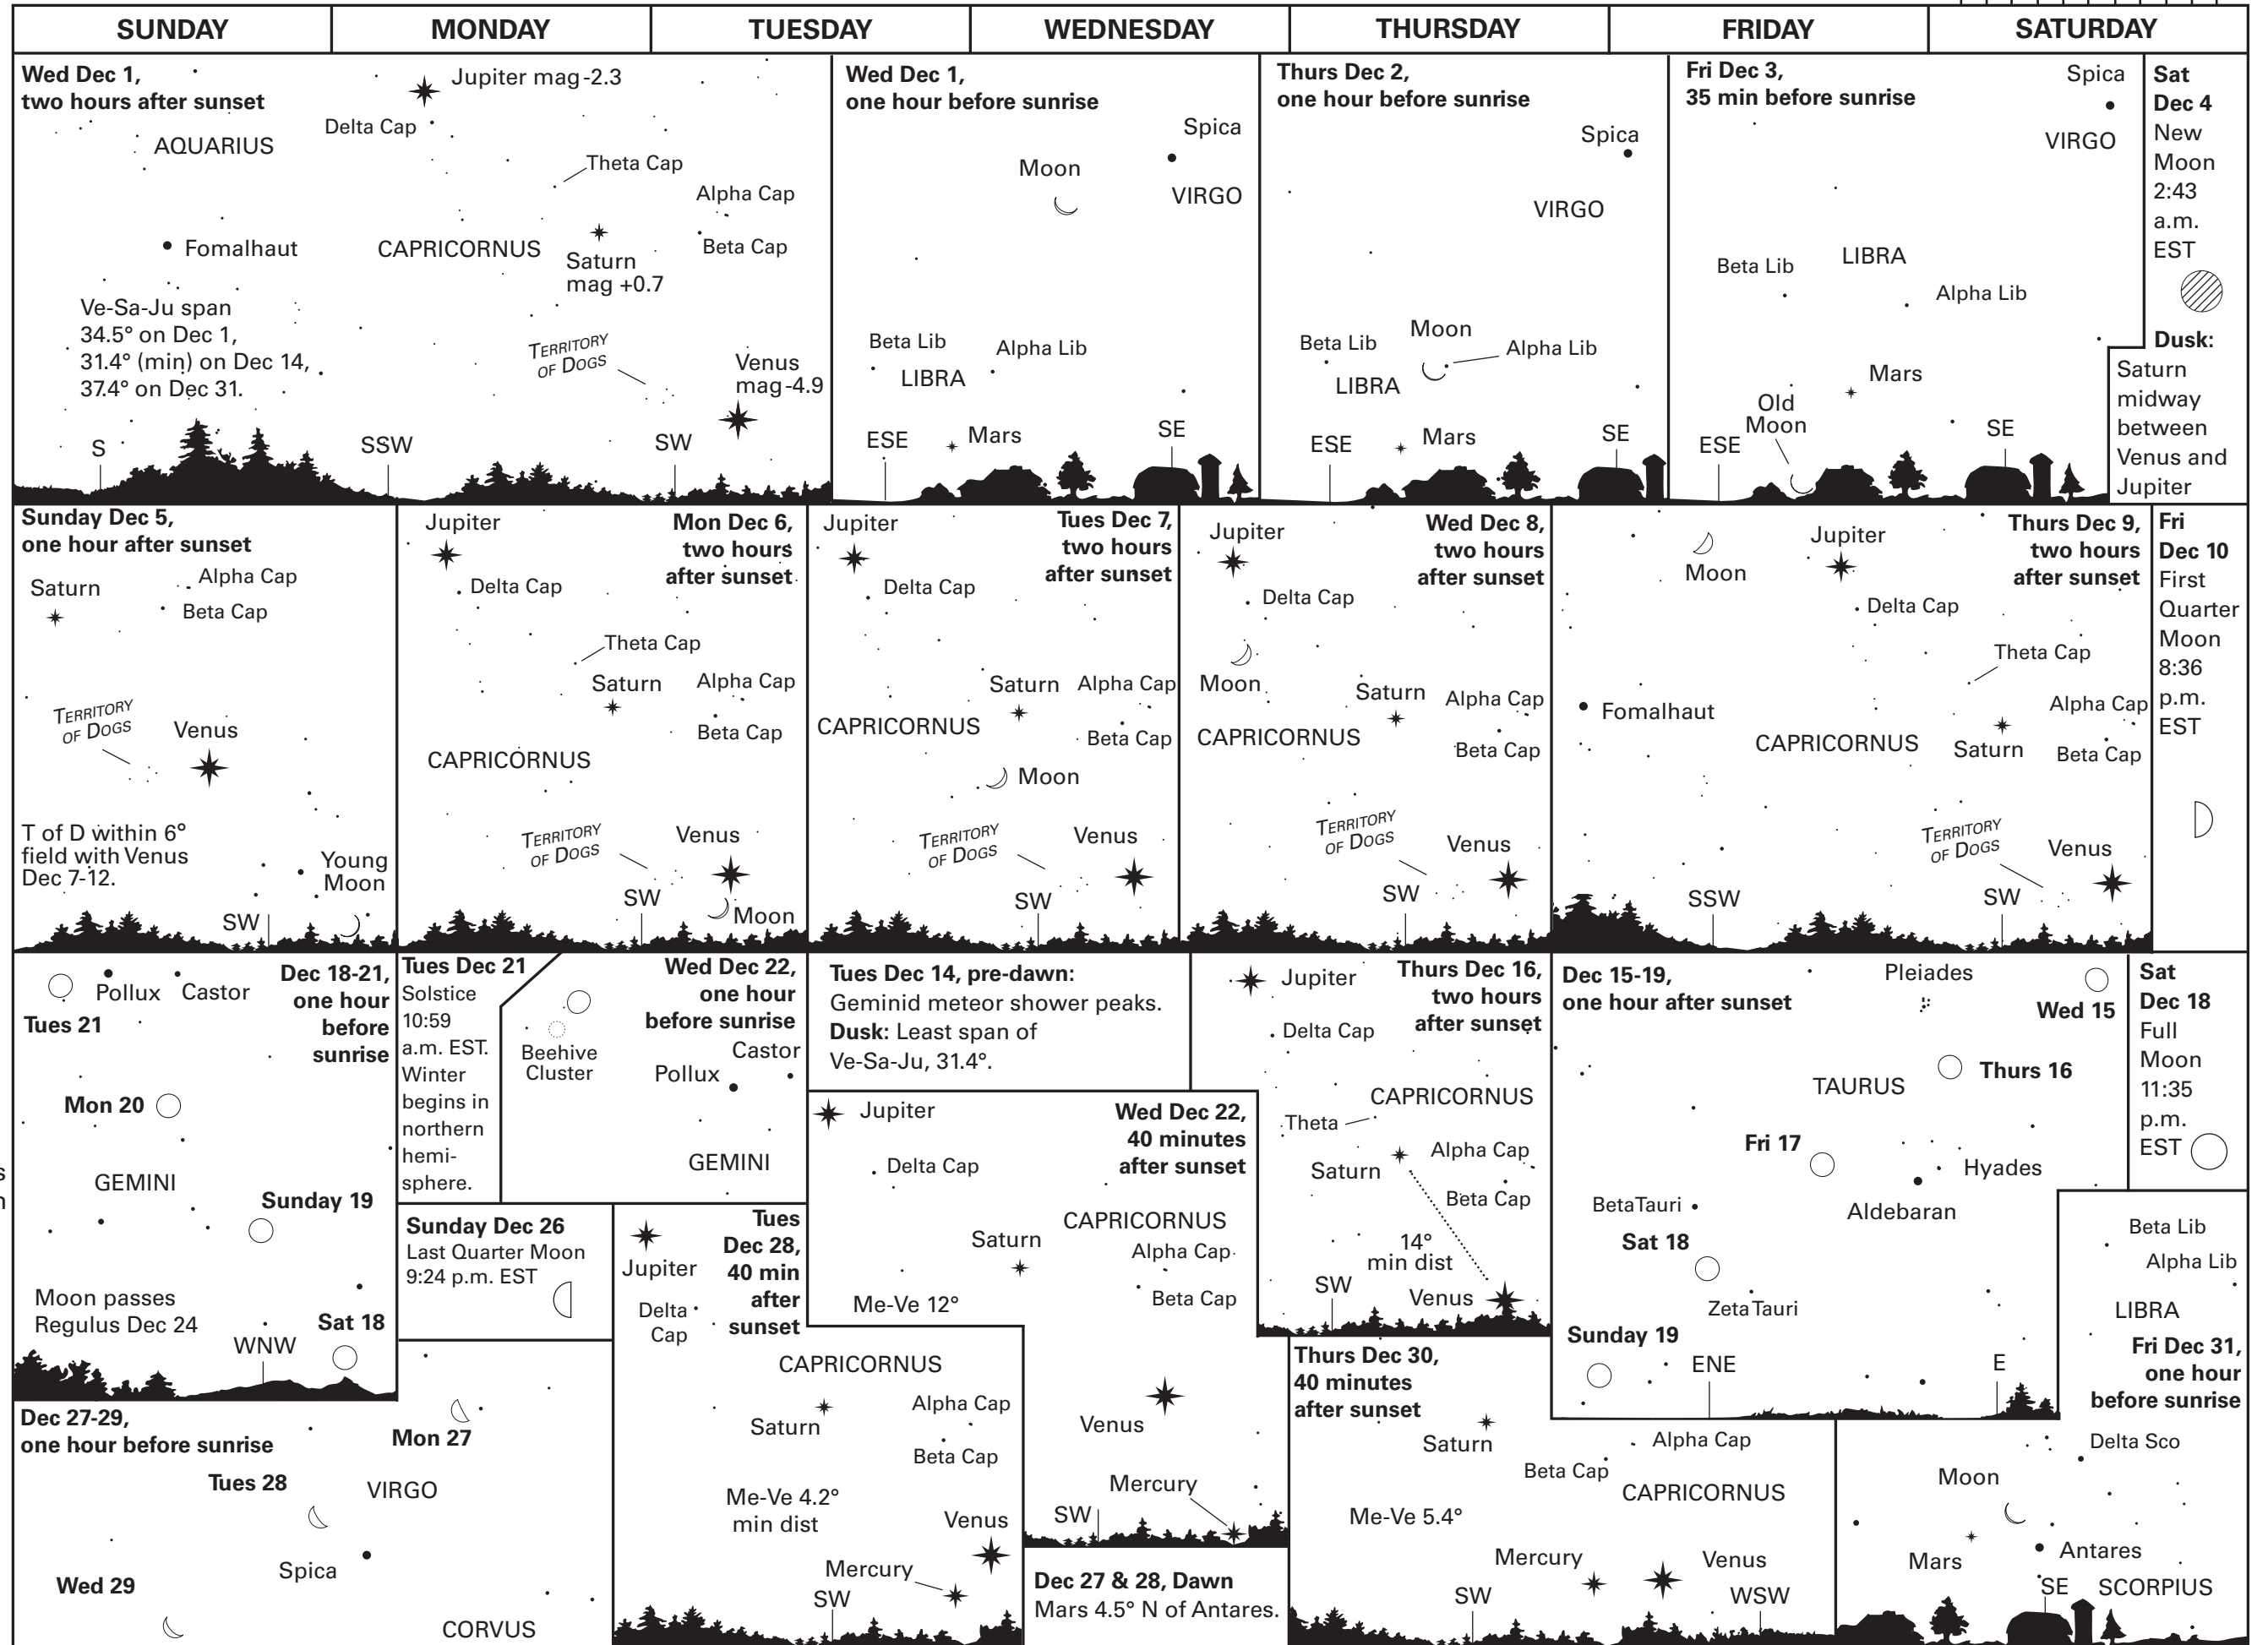 SUNDAY
MONDAY
TUESDAY
WEDNESDAY
THURSDAY
FRIDAY
SATURDAY
Wed Dec 1,
two hours after sunset
Jupiter mag -2.3
Delta Cap
AQUARIUS
Theta Cap
Alpha Cap
Fomalhaut
CAPRICORNUS
Beta Cap
Saturn
mag +0.7
Ve-Sa-Ju span
34.5° on Dec 1,
31.4° (min) on Dec 14,
37.4° on Dec 31.
TERRITORY
OF DOGS
Venus
mag -4.9
S
SSW
SW
Wed Dec 1,
one hour before sunrise
Spica
Moon
VIRGO
Beta Lib
Alpha Lib
LIBRA
ESE
Mars
SE
Thurs Dec 2,
one hour before sunrise
Spica
VIRGO
Moon
Beta Lib
Alpha Lib
LIBRA
ESE
Mars
SE
Fri Dec 3,
35 min before sunrise
Spica
VIRGO
LIBRA
Beta Lib
Alpha Lib
Mars
Old
Moon
ESE
SE
Sat
Dec 4
New
Moon
2:43
a.m.
EST
Dusk:
Saturn
midway
between
Venus and
Jupiter
Sunday Dec 5,
one hour after sunset
Saturn
Alpha Cap
Beta Cap
TERRITORY
OF DOGS
Venus
T of D within 6°
field with Venus
Dec 7-12.
Young
Moon
SW
Jupiter
Mon Dec 6,
two hours
after sunset
Delta Cap
Theta Cap
Saturn
Alpha Cap
Beta Cap
CAPRICORNUS
TERRITORY
OF DOGS
Venus
SW
Moon
Jupiter
Tues Dec 7,
two hours
after sunset
Delta Cap
Saturn
Alpha Cap
CAPRICORNUS
Beta Cap
Moon
TERRITORY
OF DOGS
Venus
SW
Jupiter
Wed Dec 8,
two hours
after sunset
Delta Cap
Moon
Saturn
Alpha Cap
CAPRICORNUS
Beta Cap
TERRITORY
OF DOGS
Venus
SW
Moon
Jupiter
Thurs Dec 9,
two hours
after sunset
Delta Cap
Theta Cap
Fomalhaut
Alpha Cap
CAPRICORNUS
Saturn
Beta Cap
TERRITORY
OF DOGS
Venus
SSW
SW
Fri
Dec 10
First
Quarter
Moon
8:36
p.m.
EST
Dec 18-21,
one hour
before
sunrise
Pollux
Castor
Tues 21
Mon 20
GEMINI
Sunday 19
Moon passes
Regulus Dec 24
Sat 18
WNW
Tues Dec 21
Solstice
10:59
a.m. EST.
Winter
begins in
northern
hemi-
sphere.
Wed Dec 22,
one hour
before sunrise
Beehive
Cluster
Castor
Pollux
GEMINI
Tues Dec 14, pre-dawn:
Geminid meteor shower peaks.
Dusk: Least span of
Ve-Sa-Ju, 31.4°.
Jupiter
Thurs Dec 16,
two hours
after sunset
Delta Cap
CAPRICORNUS
Theta
Alpha Cap
Saturn
Beta Cap
14°
min dist
SW
Venus
Dec 15-19,
one hour after sunset
Pleiades
Wed 15
Thurs 16
TAURUS
Fri 17
Hyades
Beta Tauri
Aldebaran
Sat 18
Zeta Tauri
Sunday 19
ENE
E
Sat
Dec 18
Full
Moon
11:35
p.m.
EST
s
n
Sunday Dec 26
Last Quarter Moon
9:24 p.m. EST
Jupiter
Wed Dec 22,
40 minutes
after sunset
Delta Cap
CAPRICORNUS
Saturn
Alpha Cap
Beta Cap
Me-Ve 12°
Venus
Mercury
SW
Tues
Dec 28,
40 min
after
sunset
Jupiter
Delta
Cap
CAPRICORNUS
Saturn
Alpha Cap
Beta Cap
Me-Ve 4.2°
min dist
Venus
Mercury
SW
Dec 27-29,
one hour before sunrise
Mon 27
Tues 28
VIRGO
Spica
Wed 29
CORVUS
Dec 27 & 28, Dawn
Mars 4.5° N of Antares.
Thurs Dec 30,
40 minutes
after sunset
Saturn
Alpha Cap
Beta Cap
CAPRICORNUS
Me-Ve 5.4°
Mercury
Venus
SW
WSW
Beta Lib
Alpha Lib
LIBRA
Fri Dec 31,
one hour
before sunrise
Delta Sco
Moon
Mars
Antares
SE
SCORPIUS